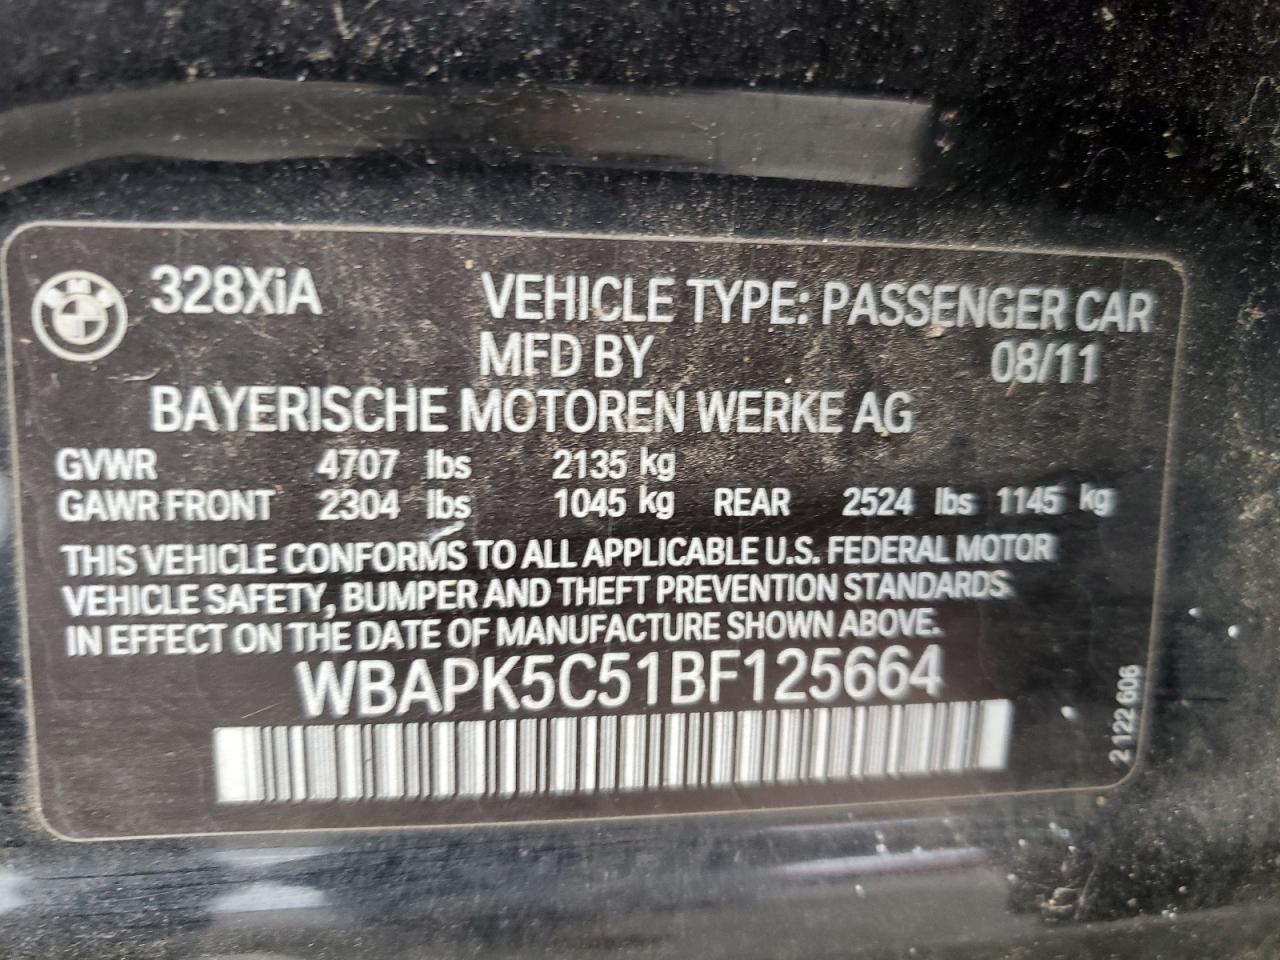 BMW
328XiA
VEHICLE TYPE: PASSENGER CAR
MFD BY 08/11
BAYERISCHE MOTOREN WERKE AG
GVWR 4707 lbs 2135 kg
GAWR FRONT 2304 lbs 1045 kg REAR 2524 lbs 1145 kg
THIS VEHICLE CONFORMS TO ALL APPLICABLE U.S. FEDERAL MOTOR
VEHICLE SAFETY, BUMPER AND THEFT PREVENTION STANDARDS.
IN EFFECT ON THE DATE OF MANUFACTURE SHOWN ABOVE.
WBAPK5C51BF125664
2 122 606